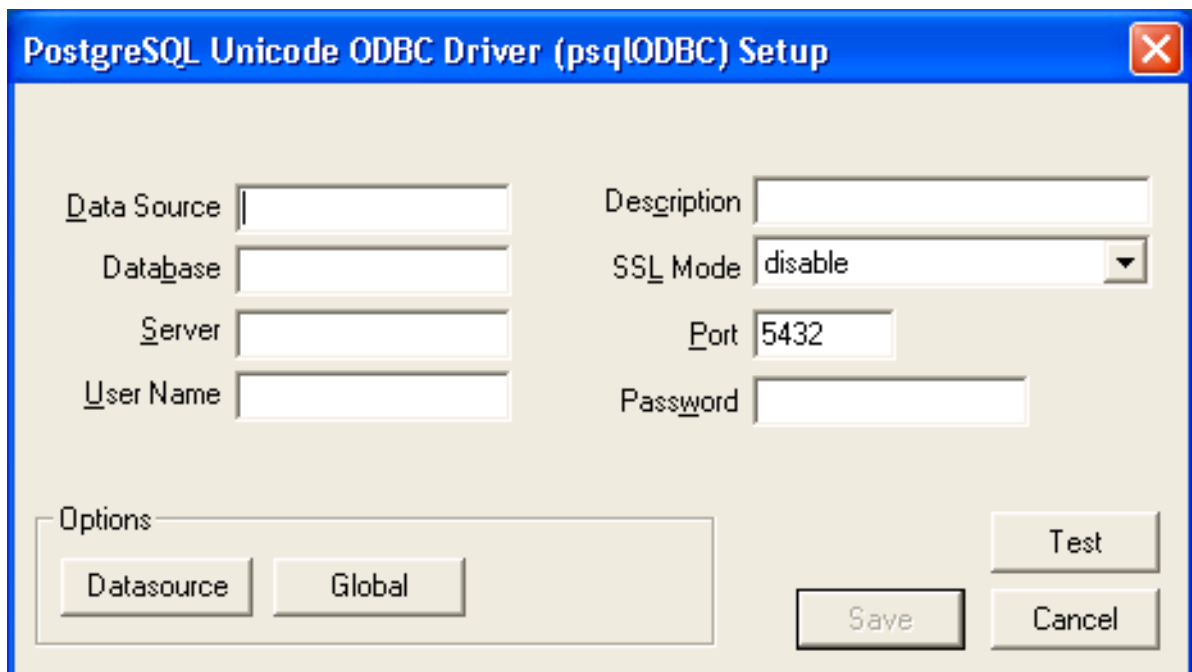 PostgreSQL Unicode ODBC Driver (psqlODBC) Setup
Data Source
Description
Database
SSL Mode disable
Server
Port 5432
User Name
Password
Options
Datasource Global
Test
Save Cancel